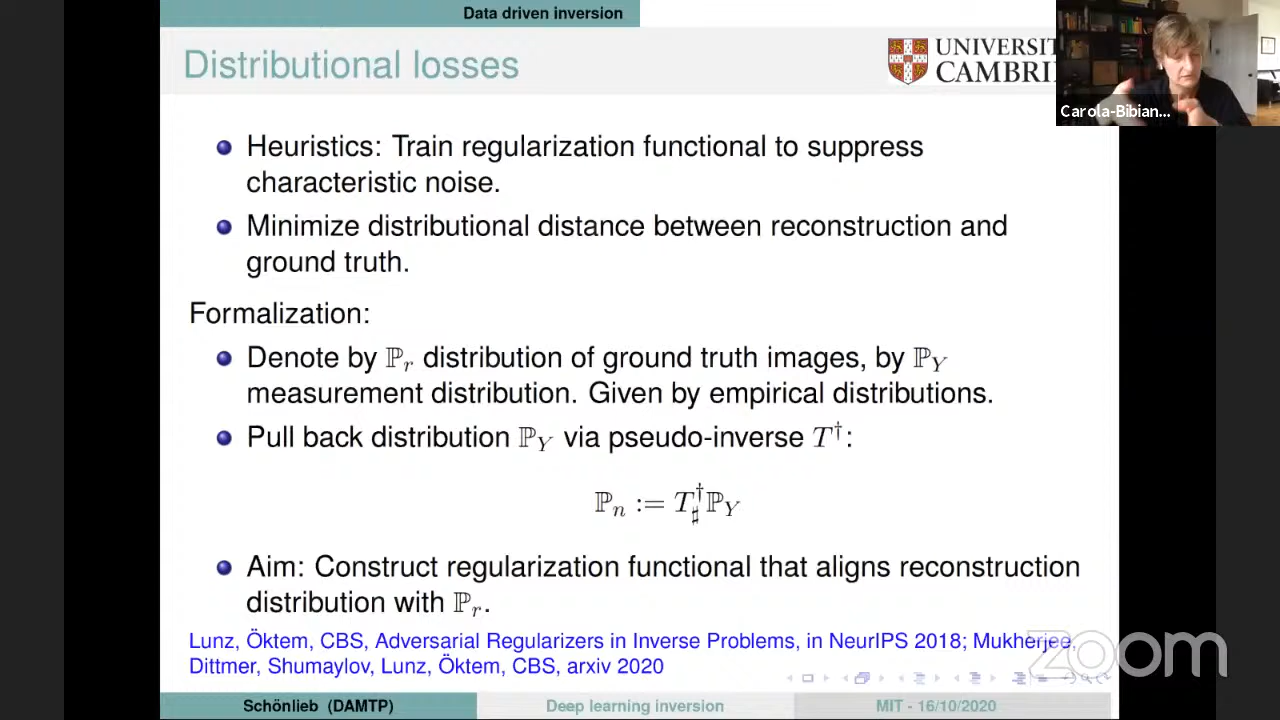 Data driven inversion
Distributional losses
UNIVERSIT
CAMBRI
Carola-Bibian...
Heuristics: Train regularization functional to suppress
characteristic noise.
Minimize distributional distance between reconstruction and
ground truth.
Formalization:
Denote by ℙ_r distribution of ground truth images, by ℙ_Y
measurement distribution. Given by empirical distributions.
Pull back distribution ℙ_Y via pseudo-inverse T^†:
ℙ_n := T^†_♯ ℙ_Y
Aim: Construct regularization functional that aligns reconstruction
distribution with ℙ_r.
Lunz, Öktem, CBS, Adversarial Regularizers in Inverse Problems, in NeurIPS 2018; Mukherjee,
Dittmer, Shumaylov, Lunz, Öktem, CBS, arxiv 2020
zoom
Schönlieb (DAMTP) Deep learning inversion MIT - 16/10/2020